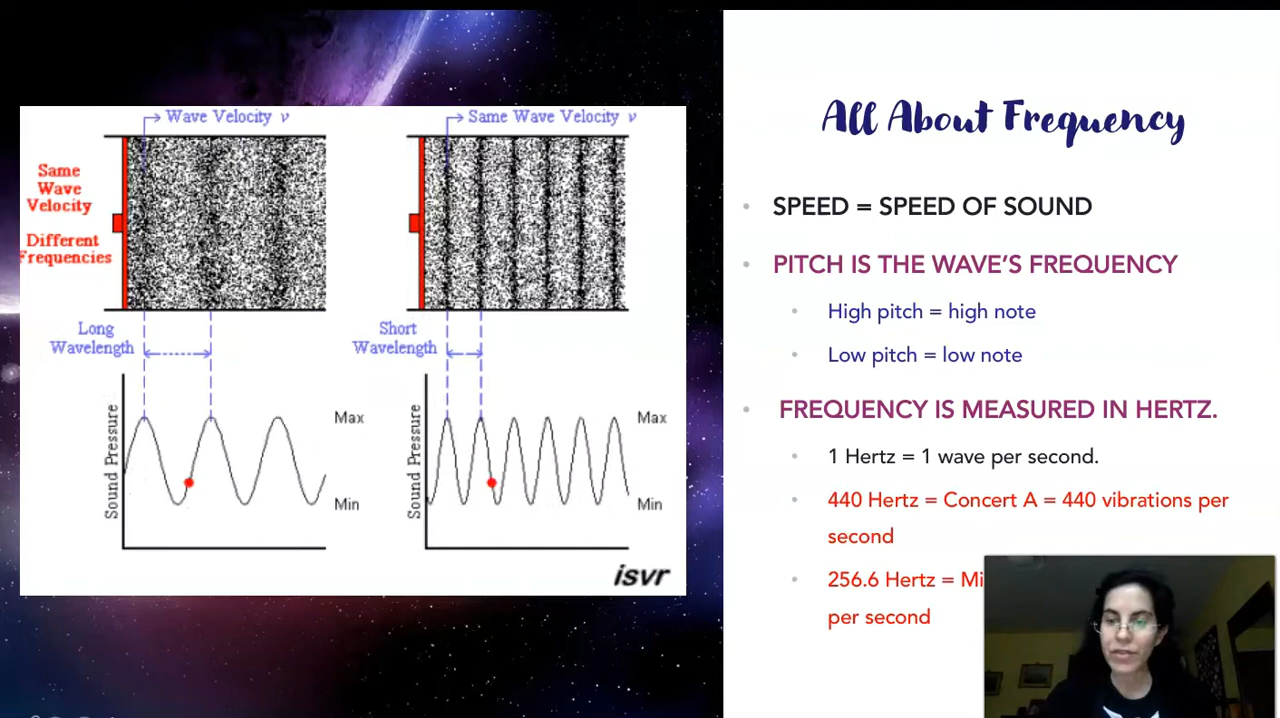 Wave Velocity v
Same Wave Velocity v
Same
Wave
Velocity
Different
Frequencies
Long
Wavelength
Short
Wavelength
Sound Pressure
Max
Min
Sound Pressure
Max
Min
isvr
All About Frequency
• SPEED = SPEED OF SOUND
• PITCH IS THE WAVE’S FREQUENCY
• High pitch = high note
• Low pitch = low note
• FREQUENCY IS MEASURED IN HERTZ.
• 1 Hertz = 1 wave per second.
• 440 Hertz = Concert A = 440 vibrations per
second
• 256.6 Hertz =
per second